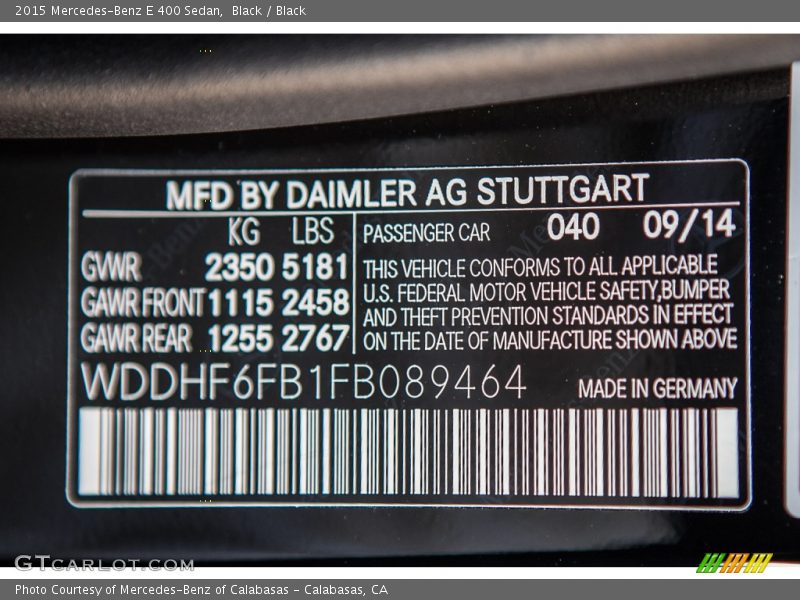 2015 Mercedes-Benz E 400 Sedan, Black / Black
MFD BY DAIMLER AG STUTTGART
KG LBS
GVWR 2350 5181
GAWR FRONT 1115 2458
GAWR REAR 1255 2767
PASSENGER CAR 040 09/14
THIS VEHICLE CONFORMS TO ALL APPLICABLE
U.S. FEDERAL MOTOR VEHICLE SAFETY,BUMPER
AND THEFT PREVENTION STANDARDS IN EFFECT
ON THE DATE OF MANUFACTURE SHOWN ABOVE
WDDHF6FB1FB089464 MADE IN GERMANY
GTcarlot.com
Photo Courtesy of Mercedes-Benz of Calabasas - Calabasas, CA